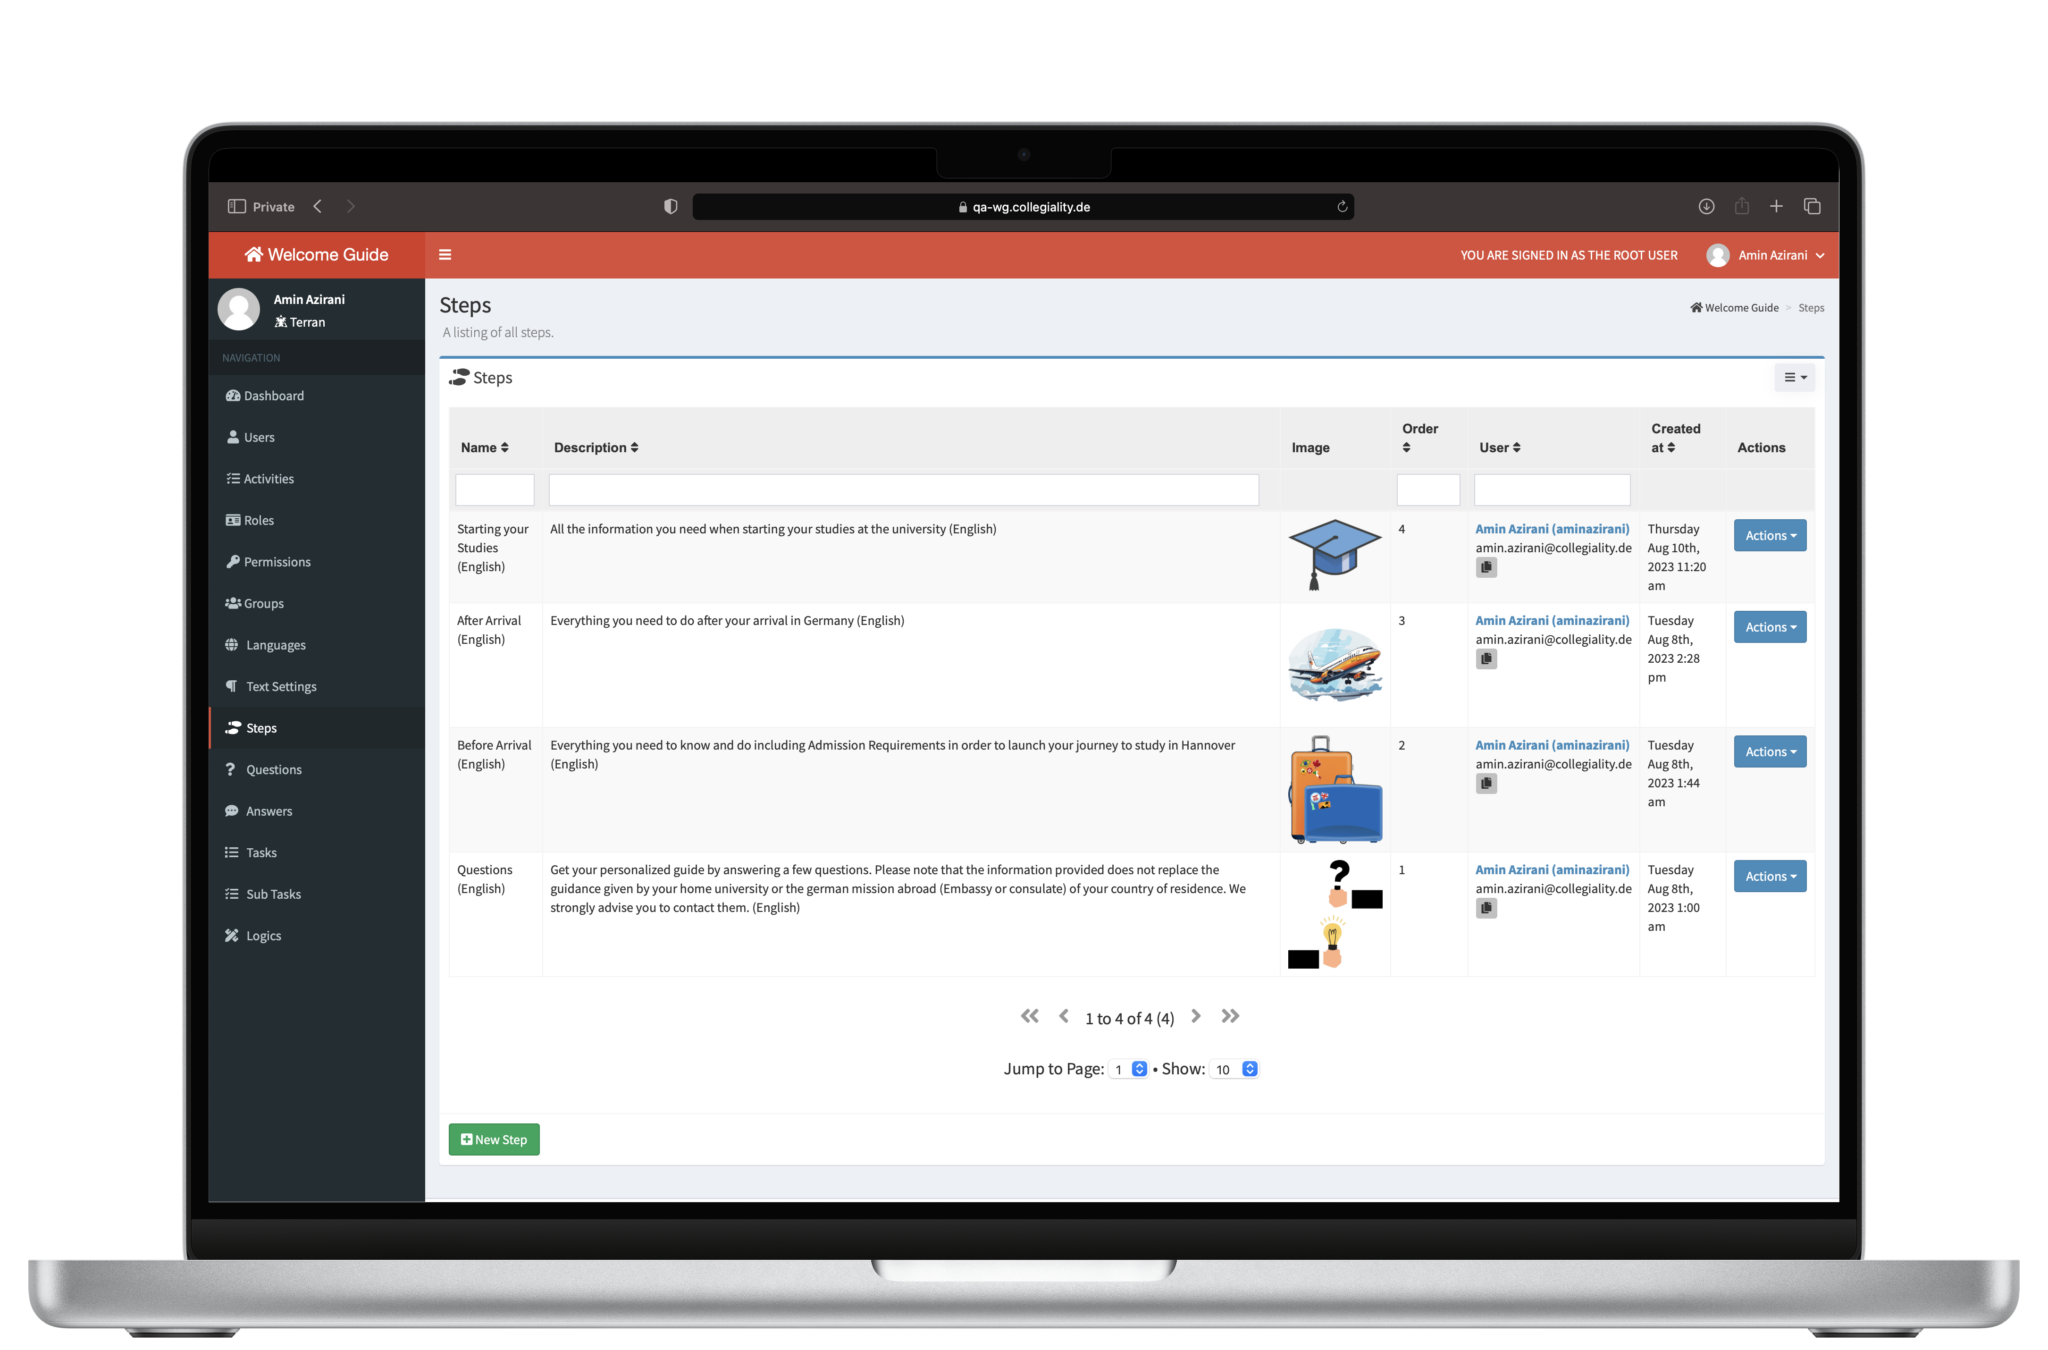 Private
qa-wg.collegiality.de
Welcome Guide
YOU ARE SIGNED IN AS THE ROOT USER
Amin Azirani
Amin Azirani
Terran
NAVIGATION
Dashboard
Users
Activities
Roles
Permissions
Groups
Languages
Text Settings
Steps
Questions
Answers
Tasks
Sub Tasks
Logics
Steps
A listing of all steps.
Welcome Guide > Steps
Steps
Name
Description
Image
Order
User
Created
at
Actions
Starting your
Studies
(English)
All the information you need when starting your studies at the university (English)
4
Amin Azirani (aminazirani)
amin.azirani@collegiality.de
Thursday
Aug 10th,
2023 11:20
am
Actions
After Arrival
(English)
Everything you need to do after your arrival in Germany (English)
3
Amin Azirani (aminazirani)
amin.azirani@collegiality.de
Tuesday
Aug 8th,
2023 2:28
pm
Actions
Before Arrival
(English)
Everything you need to know and do including Admission Requirements in order to launch your journey to study in Hannover
(English)
2
Amin Azirani (aminazirani)
amin.azirani@collegiality.de
Tuesday
Aug 8th,
2023 1:44
am
Actions
Questions
(English)
Get your personalized guide by answering a few questions. Please note that the information provided does not replace the
guidance given by your home university or the german mission abroad (Embassy or consulate) of your country of residence. We
strongly advise you to contact them. (English)
?
1
Amin Azirani (aminazirani)
amin.azirani@collegiality.de
Tuesday
Aug 8th,
2023 1:00
am
Actions
1 to 4 of 4 (4)
Jump to Page: 1 • Show: 10
New Step